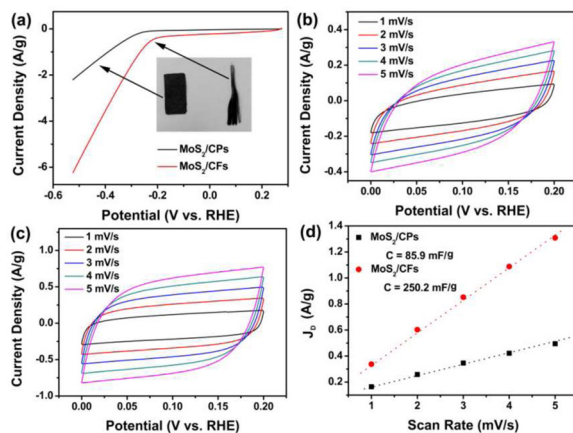 (a)
0
-2
-4
-6
Current Density (A/g)
MoS2/CPs
MoS2/CFs
-0.6 -0.4 -0.2 0.0 0.2
Potential (V vs. RHE)
(b)
0.4
0.2
0.0
-0.2
-0.4
Current Density (A/g)
1 mV/s
2 mV/s
3 mV/s
4 mV/s
5 mV/s
0.00 0.05 0.10 0.15 0.20
Potential (V vs. RHE)
(c)
1.0
0.5
0.0
-0.5
-1.0
Current Density (A/g)
1 mV/s
2 mV/s
3 mV/s
4 mV/s
5 mV/s
0.00 0.05 0.10 0.15 0.20
Potential (V vs. RHE)
(d)
1.4
1.2
1.0
0.8
0.6
0.4
0.2
0.0
JD (A/g)
MoS2/CPs
C = 85.9 mF/g
MoS2/CFs
C = 250.2 mF/g
1 2 3 4 5
Scan Rate (mV/s)